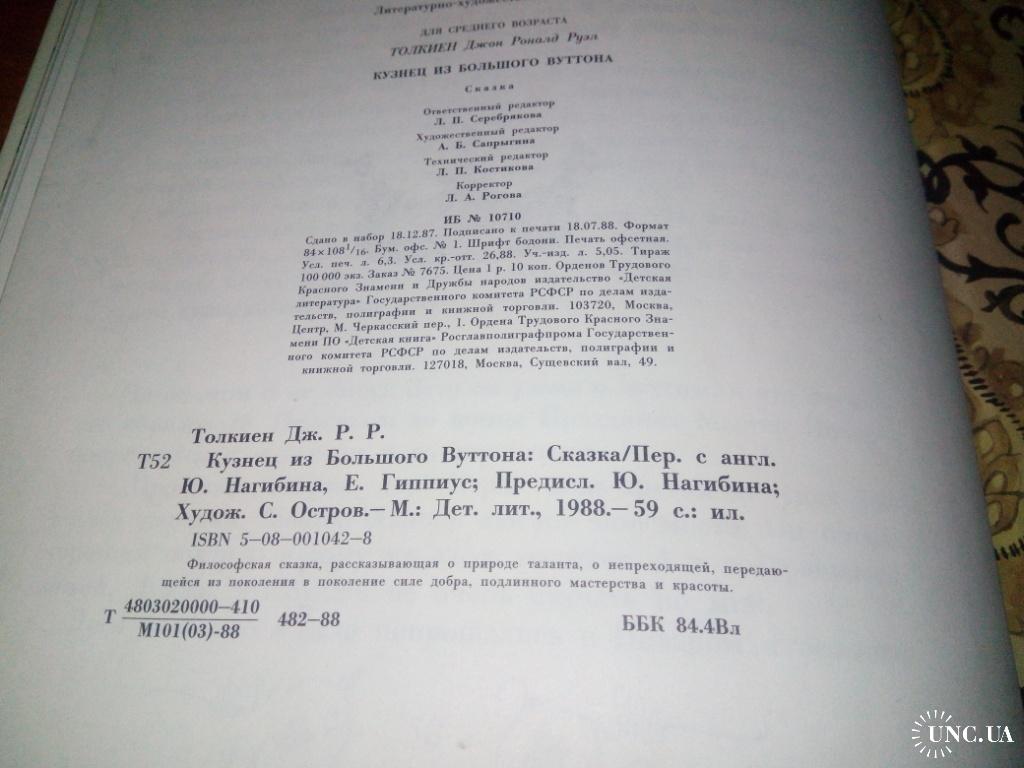 Литературно-художес
ДЛЯ СРЕДНЕГО ВОЗРАСТА
ТОЛКИЕН Джон Рональд Руэл
КУЗНЕЦ ИЗ БОЛЬШОГО ВУТТОНА
Сказка
Ответственный редактор
Л. П. Серебрякова
Художественный редактор
А. Б. Сапрыгина
Технический редактор
Л. П. Костикова
Корректор
Л. А. Рогова
ИБ № 10710
Сдано в набор 18.12.87. Подписано к печати 18.07.88. Формат
84×108¹/₁₆. Бум. офс. № 1. Шрифт бодони. Печать офсетная.
Усл. печ. л. 6,3. Усл. кр.-отт. 26,88. Уч.-изд. л. 5,05. Тираж
100 000 экз. Заказ № 7675. Цена 1 р. 10 коп. Орденов Трудового
Красного Знамени и Дружбы народов издательство «Детская
литература» Государственного комитета РСФСР по делам изда-
тельств, полиграфии и книжной торговли. 103720, Москва,
Центр, М. Черкасский пер., 1. Ордена Трудового Красного Зна-
мени ПО «Детская книга» Росглавполиграфпрома Государствен-
ного комитета РСФСР по делам издательств, полиграфии и
книжной торговли. 127018, Москва, Сущевский вал, 49.
Толкиен Дж. Р. Р.
Т52 Кузнец из Большого Вуттона: Сказка/Пер. с англ.
Ю. Нагибина, Е. Гиппиус; Предисл. Ю. Нагибина;
Худож. С. Остров.— М.: Дет. лит., 1988.— 59 с.: ил.
ISBN 5—08—001042—8
Философская сказка, рассказывающая о природе таланта, о непреходящей, передаю-
щейся из поколения в поколение силе добра, подлинного мастерства и красоты.
Т 4803020000—410 482—88
М101(03)-88
ББК 84.4Вл
UNC.UA